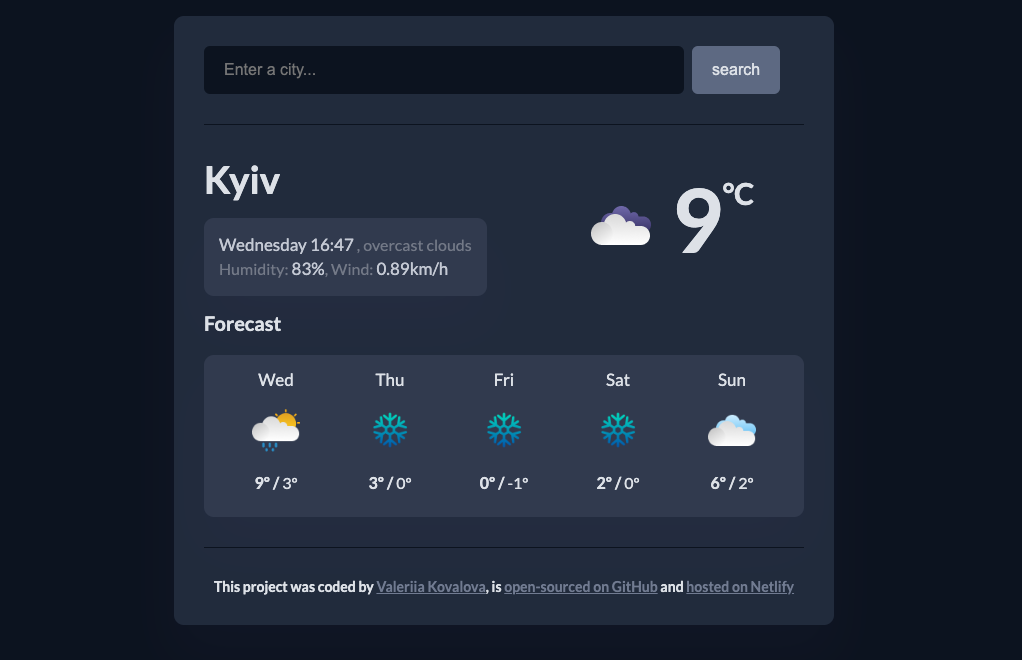 Enter a city...
search
Kyiv
9°C
Wednesday 16:47 , overcast clouds
Humidity: 83%, Wind: 0.89km/h
Forecast
Wed Thu Fri Sat Sun
9° / 3° 3° / 0° 0° / -1° 2° / 0° 6° / 2°
This project was coded by Valeriia Kovalova, is open-sourced on GitHub and hosted on Netlify